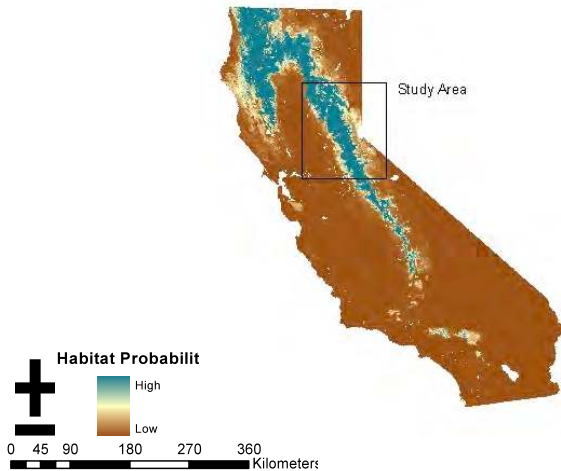 Study Area
Habitat Probabilit
High
Low
0 45 90 180 270 360
Kilometers